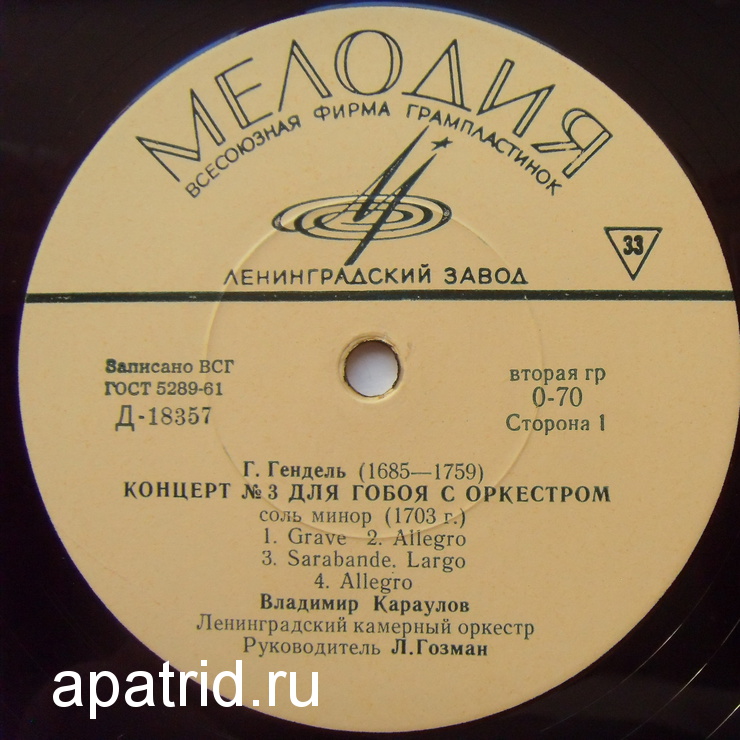 МЕЛОДИЯ
ВСЕСОЮЗНАЯ ФИРМА ГРАМПЛАСТИНОК
33
ЛЕНИНГРАДСКИЙ ЗАВОД
Записано ВСГ
ГОСТ 5289-61
Д-18357
вторая гр
0-70
Сторона 1
Г. Гендель (1685—1759)
КОНЦЕРТ № 3 ДЛЯ ГОБОЯ С ОРКЕСТРОМ
соль минор (1703 г.)
1. Grave 2. Allegro
3. Sarabande. Largo
4. Allegro
Владимир Караулов
Ленинградский камерный оркестр
Руководитель Л.Гозман
apatrid.ru